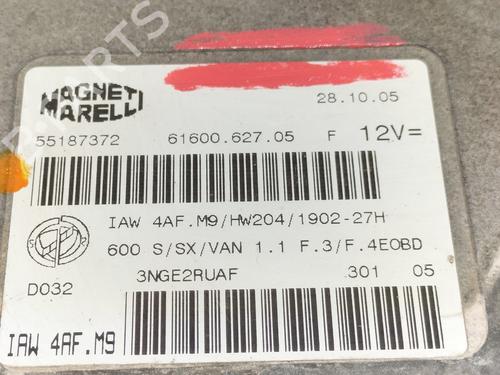 MAGNETI
MARELLI
28.10.05
55187372 61600.627.05 F 12V=
IAW 4AF.M9/HW204/1902-27H
600 S/SX/VAN 1.1 F.3/F.4EOBD
3NGE2RUAF 301 05
D032
IAW 4AF.M9